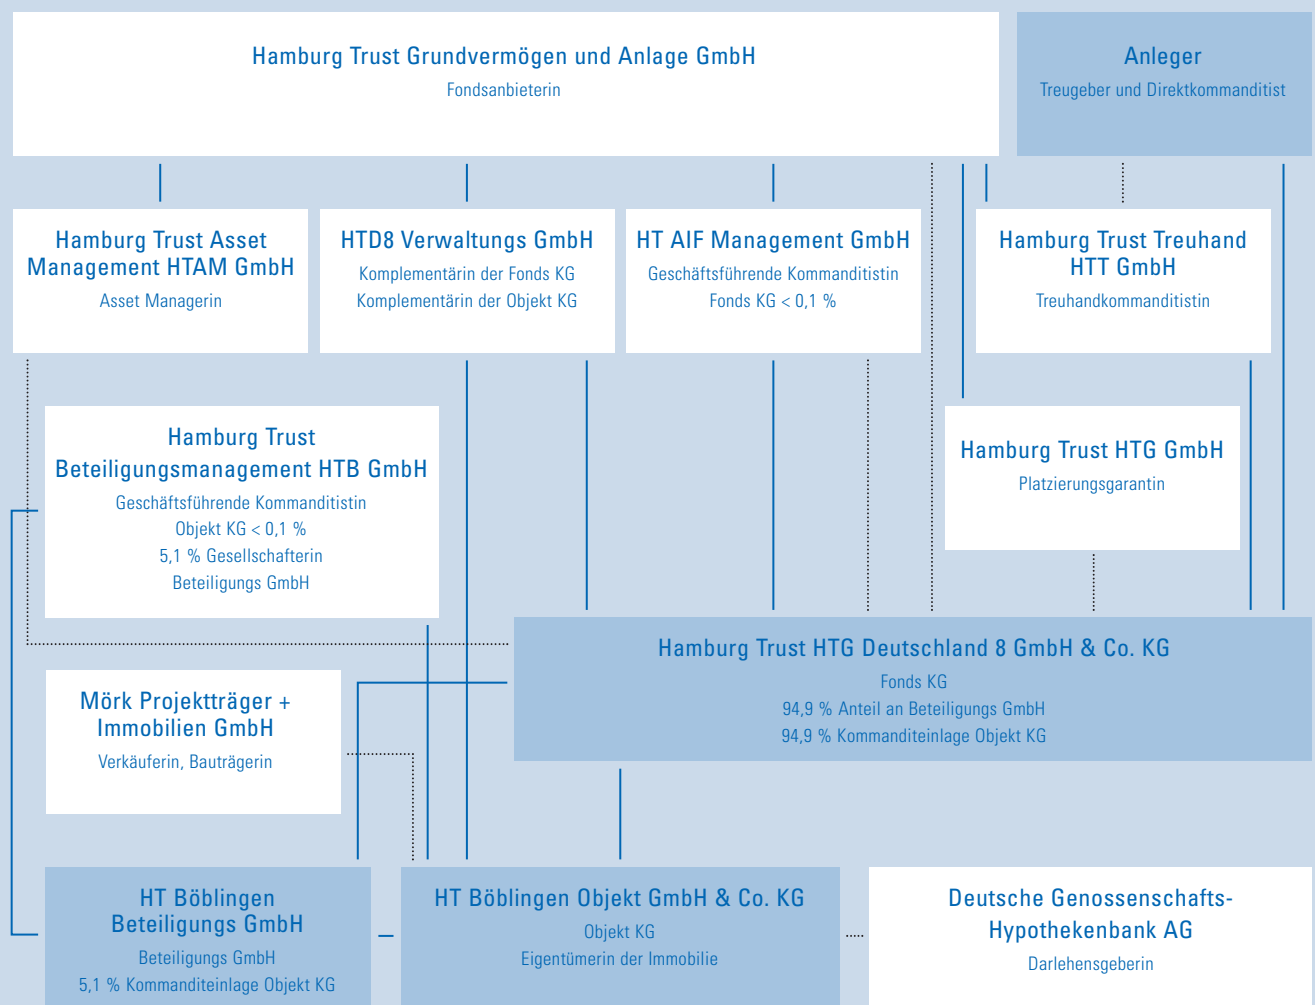 Hamburg Trust Grundvermögen und Anlage GmbH
Fondsanbieterin
Anleger
Treugeber und Direktkommanditist
Hamburg Trust Asset
Management HTAM GmbH
Asset Managerin
HTD8 Verwaltungs GmbH
Komplementärin der Fonds KG
Komplementärin der Objekt KG
HT AIF Management GmbH
Geschäftsführende Kommanditistin
Fonds KG < 0,1 %
Hamburg Trust Treuhand
HTT GmbH
Treuhandkommanditistin
Hamburg Trust
Beteiligungsmanagement HTB GmbH
Geschäftsführende Kommanditistin
Objekt KG < 0,1 %
5,1 % Gesellschafterin
Beteiligungs GmbH
Hamburg Trust HTG GmbH
Platzierungsgarantin
Hamburg Trust HTG Deutschland 8 GmbH & Co. KG
Fonds KG
94,9 % Anteil an Beteiligungs GmbH
94,9 % Kommanditeinlage Objekt KG
Mörk Projektträger +
Immobilien GmbH
Verkäuferin, Bauträgerin
HT Böblingen
Beteiligungs GmbH
Beteiligungs GmbH
5,1 % Kommanditeinlage Objekt KG
HT Böblingen Objekt GmbH & Co. KG
Objekt KG
Eigentümerin der Immobilie
Deutsche Genossenschafts-
Hypothekenbank AG
Darlehensgeberin